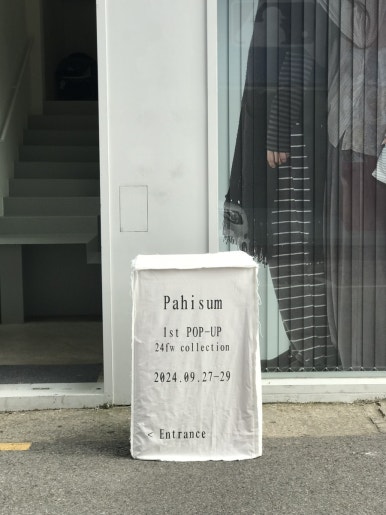 Pahisum
1st POP-UP
24fw collection
2024.09.27-29
< Entrance